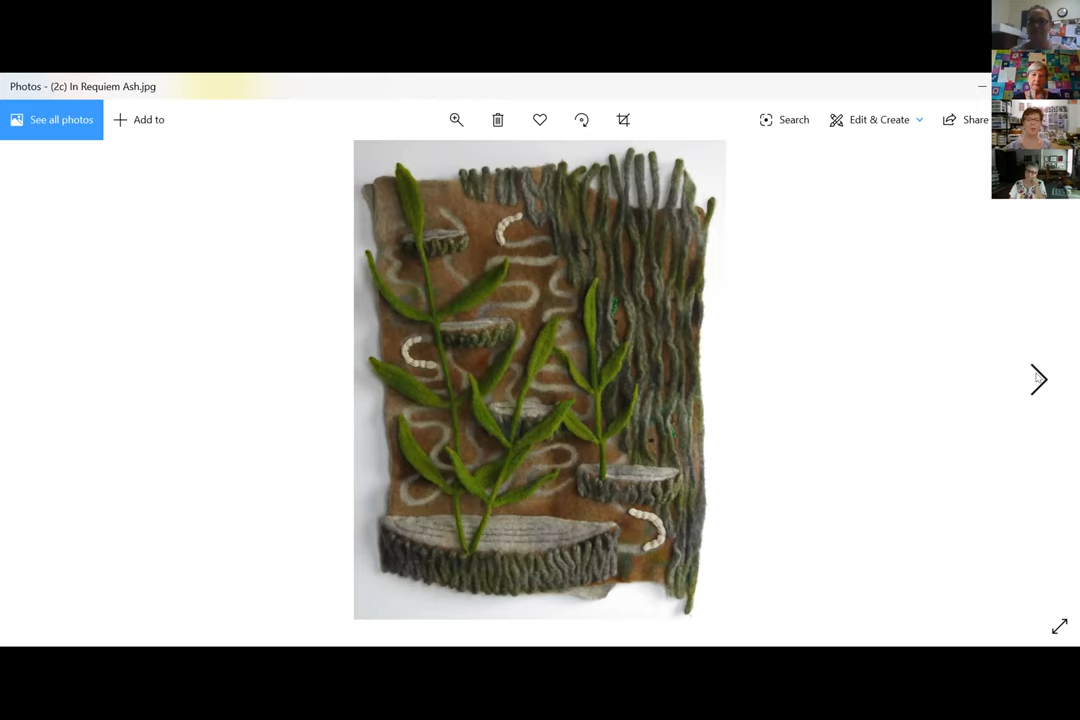 Photos - (2c) In Requiem Ash.jpg
See all photos
Add to
Search
Edit & Create
Share